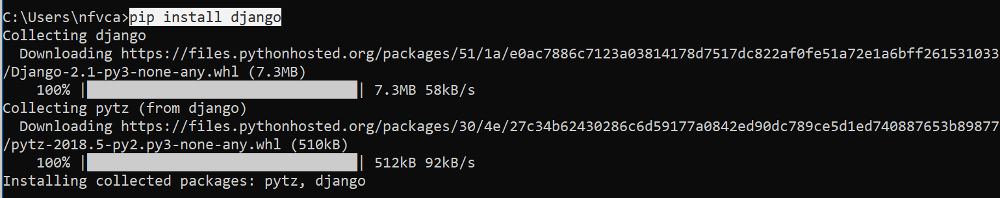 C:\Users\nfvca>pip install django
Collecting django
  Downloading https://files.pythonhosted.org/packages/51/1a/e0ac7886c7123a03814178d7517dc822af0fe51a72e1a6bff261531033
/Django-2.1-py3-none-any.whl (7.3MB)
    100% || 7.3MB 58kB/s
Collecting pytz (from django)
  Downloading https://files.pythonhosted.org/packages/30/4e/27c34b62430286c6d59177a0842ed90dc789ce5d1ed740887653b89877
/pytz-2018.5-py2.py3-none-any.whl (510kB)
    100% || 512kB 92kB/s
Installing collected packages: pytz, django